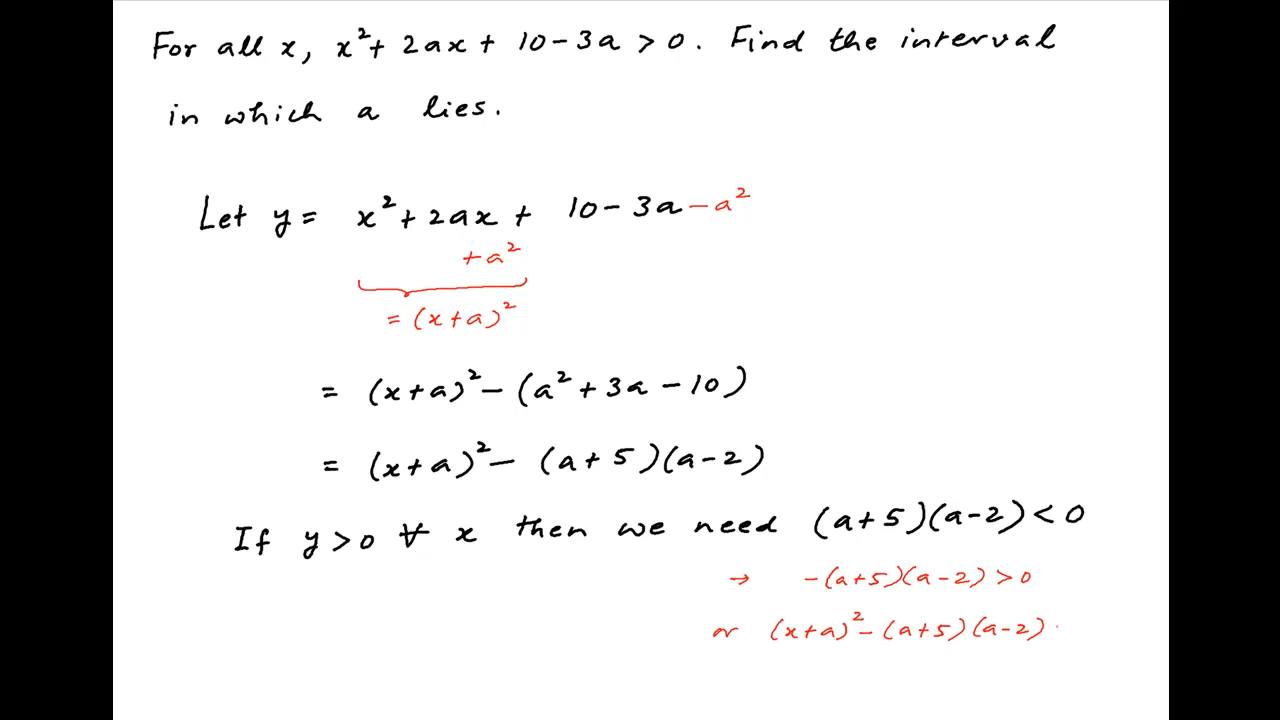 For all x, x² + 2ax + 10 - 3a > 0. Find the interval
in which a lies.
Let y = x² + 2ax + 10 - 3a - a²
+ a²
= (x+a)²
= (x+a)² - (a² + 3a - 10)
= (x+a)² - (a+5)(a-2)
If y > 0 ∀ x then we need (a+5)(a-2) < 0
→ -(a+5)(a-2) > 0
or (x+a)² - (a+5)(a-2)